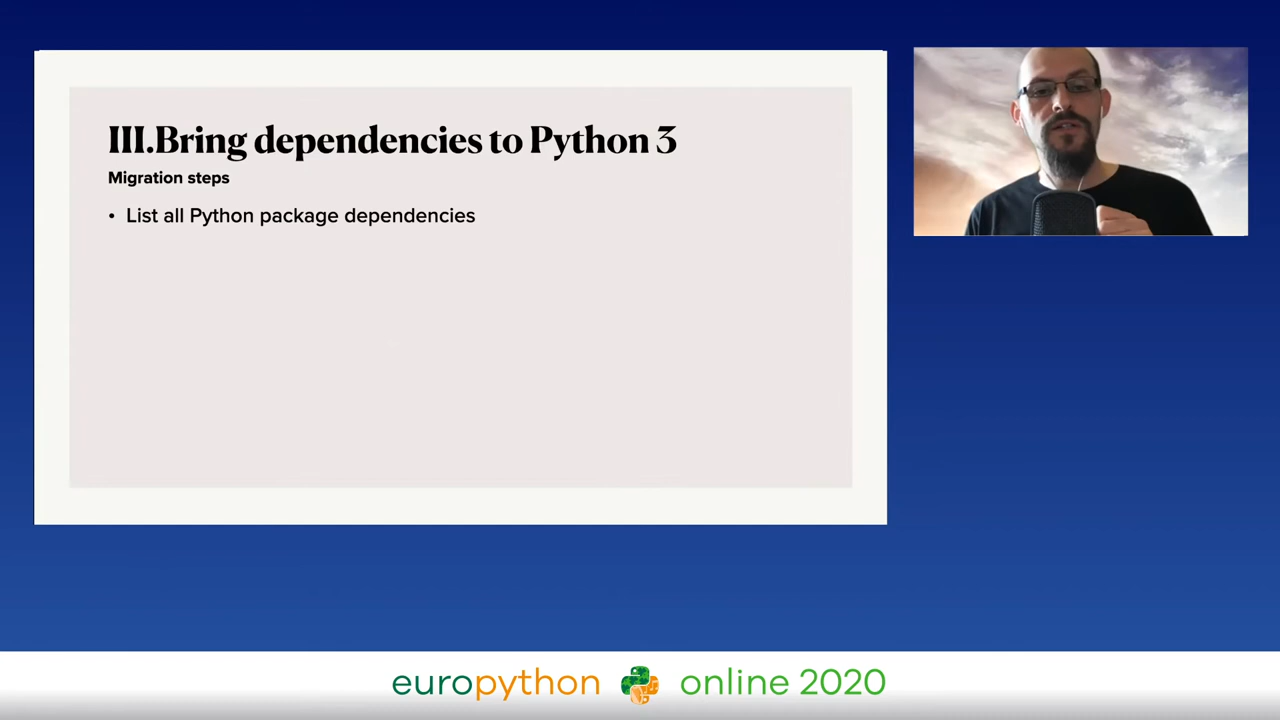 III.Bring dependencies to Python 3
Migration steps
• List all Python package dependencies
europython online 2020